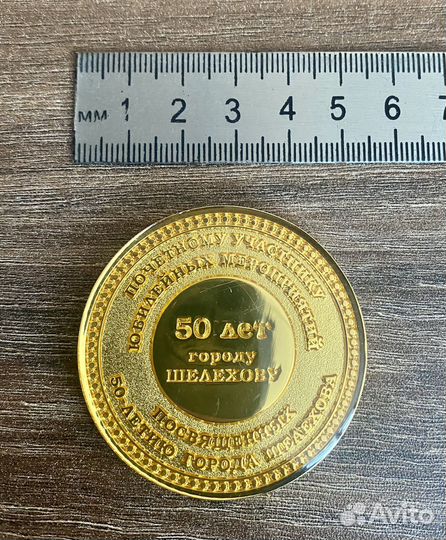 мм 1 2 3 4 5 6 7
ПОЧЕТНОМУ УЧАСТНИКУ
ЮБИЛЕЙНЫХ МЕРОПРИЯТИЙ
50 лет
городу
ШЕЛЕХОВУ
ПОСВЯЩЕННЫХ
50-ЛЕТИЮ ГОРОДА ШЕЛЕХОВА
Avito